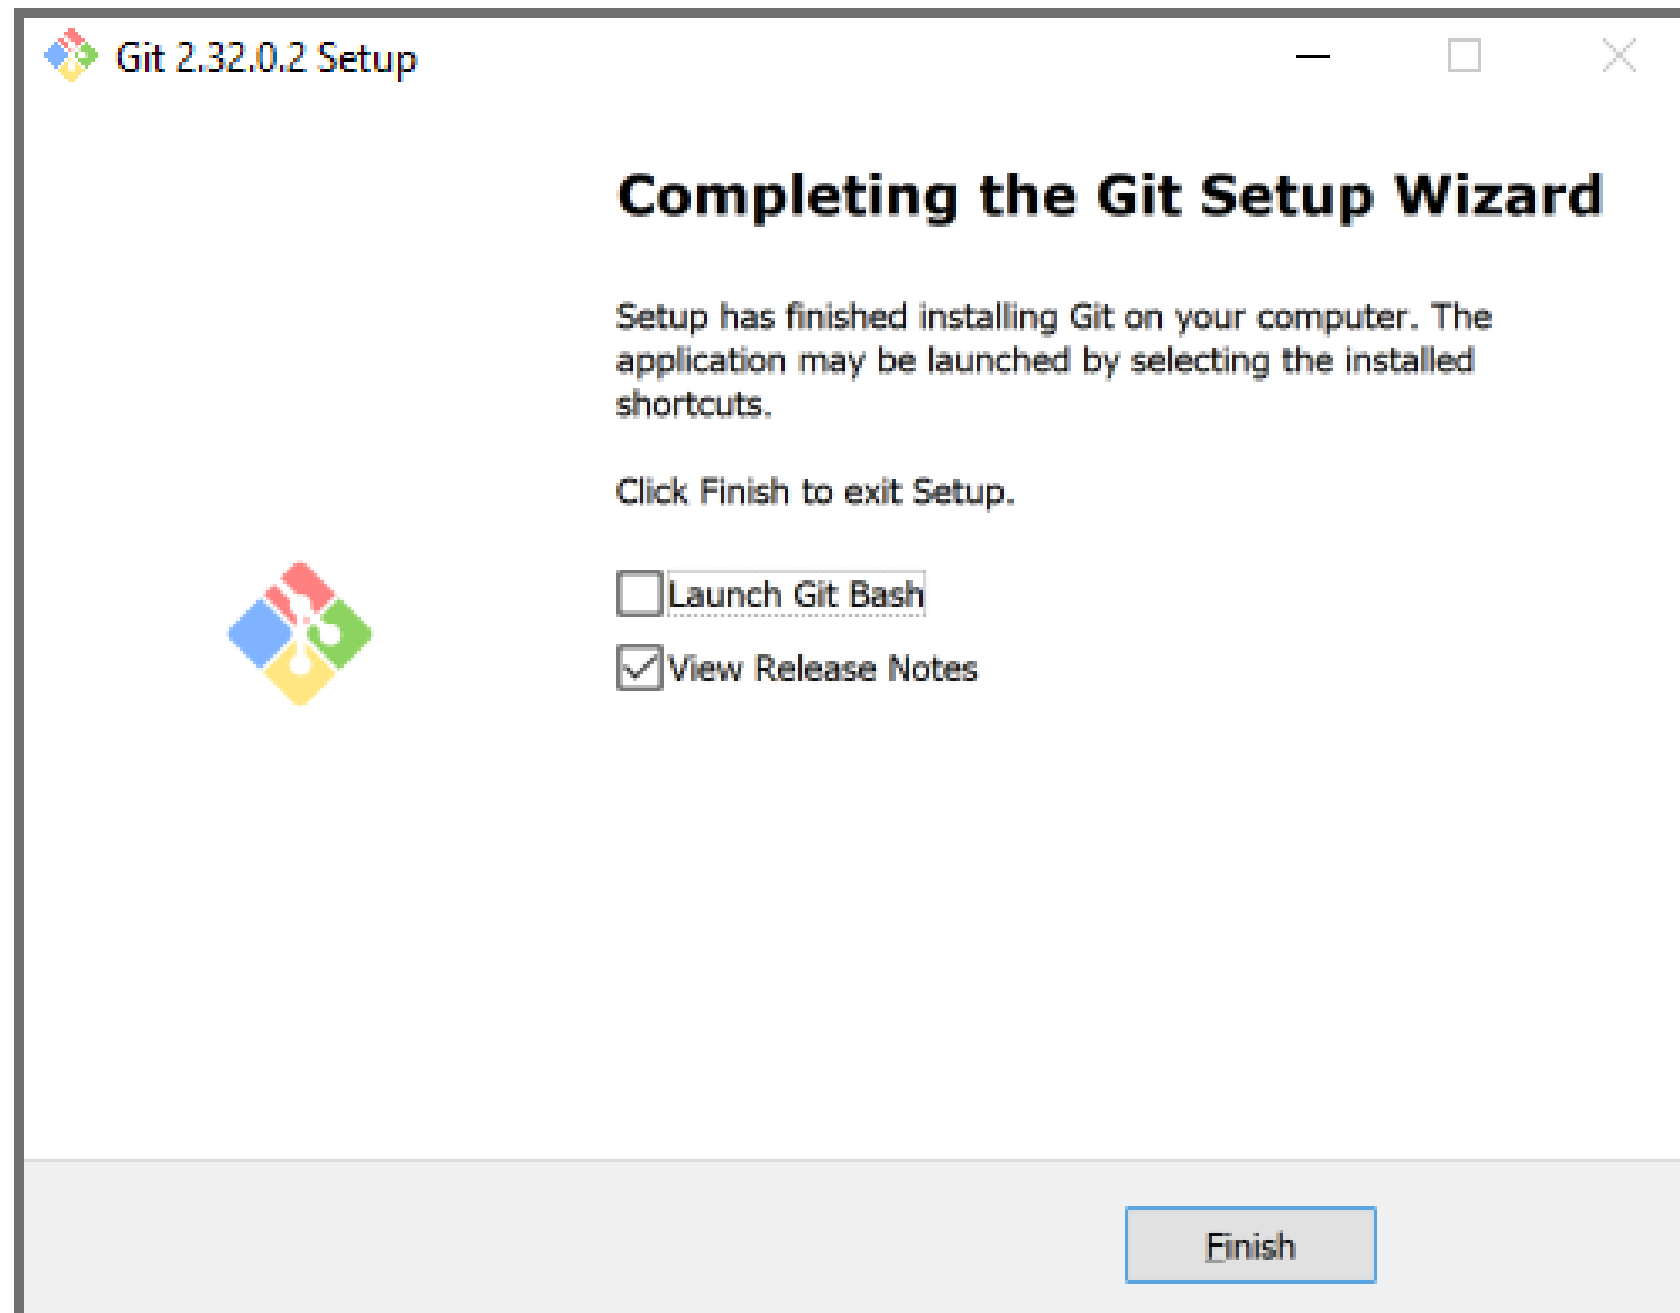 Git 2.32.0.2 Setup
Completing the Git Setup Wizard
Setup has finished installing Git on your computer. The
application may be launched by selecting the installed
shortcuts.
Click Finish to exit Setup.
Launch Git Bash
View Release Notes
Finish